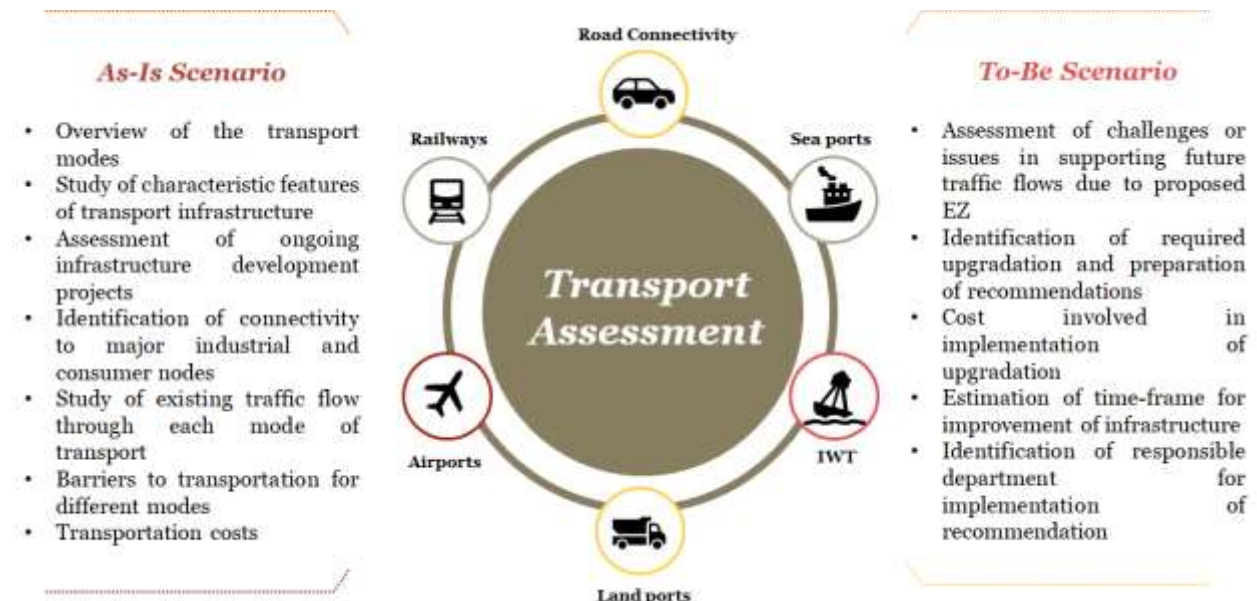 As-Is Scenario
• Overview of the transport
modes
• Study of characteristic features
of transport infrastructure
• Assessment of ongoing
infrastructure development
projects
• Identification of connectivity
to major industrial and
consumer nodes
• Study of existing traffic flow
through each mode of
transport
• Barriers to transportation for
different modes
• Transportation costs
Road Connectivity
Railways
Sea ports
Transport
Assessment
Airports
IWT
Land ports
To-Be Scenario
• Assessment of challenges or
issues in supporting future
traffic flows due to proposed
EZ
• Identification of required
upgradation and preparation
of recommendations
• Cost involved in
implementation of
upgradation
• Estimation of time-frame for
improvement of infrastructure
• Identification of responsible
department for
implementation of
recommendation